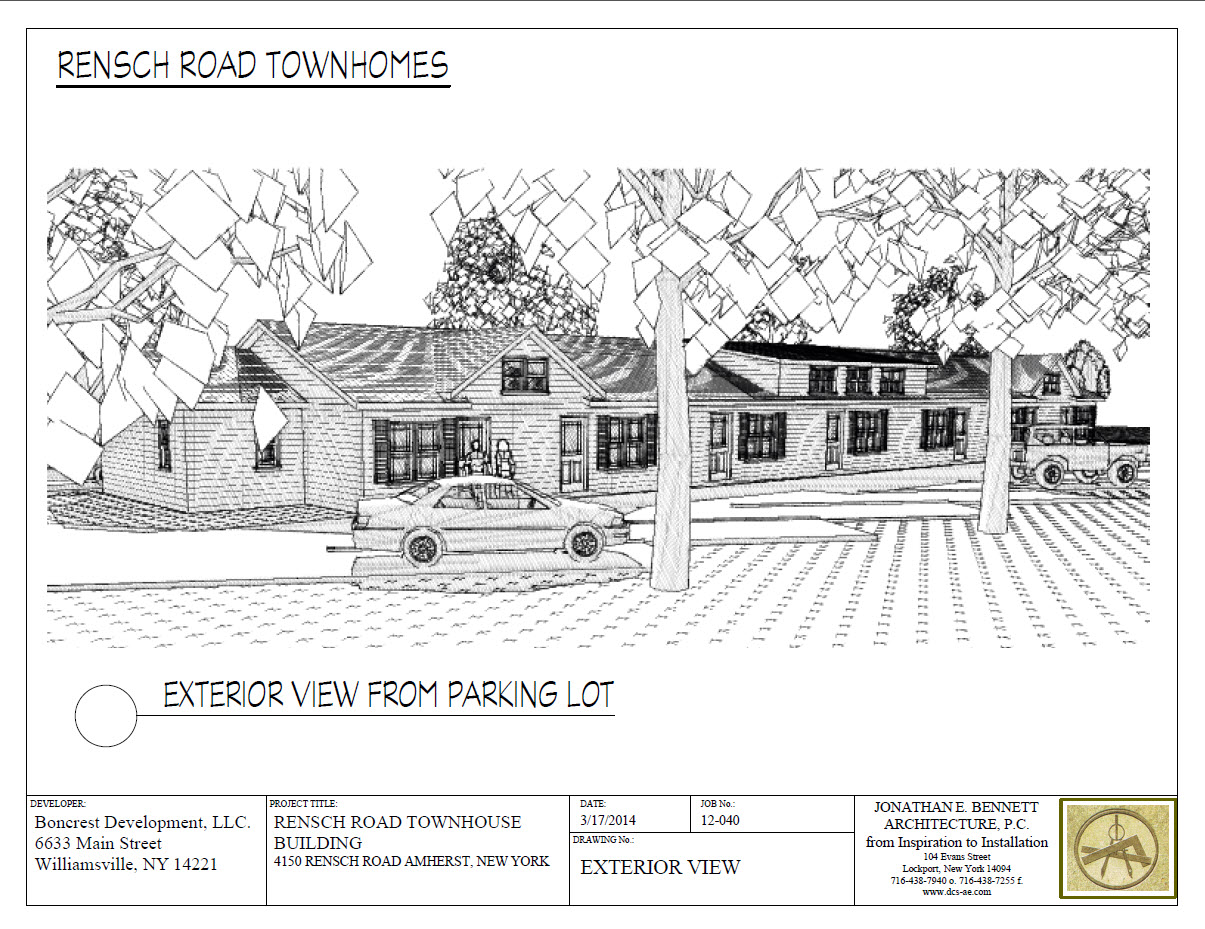 RENSCH ROAD TOWNHOMES
EXTERIOR VIEW FROM PARKING LOT
DEVELOPER:
Boncrest Development, LLC.
6633 Main Street
Williamsville, NY 14221
PROJECT TITLE:
RENSCH ROAD TOWNHOUSE
BUILDING
4150 RENSCH ROAD AMHERST, NEW YORK
DATE:
3/17/2014
JOB No.:
12-040
DRAWING No.:
EXTERIOR VIEW
JONATHAN E. BENNETT
ARCHITECTURE, P.C.
from Inspiration to Installation
104 Evans Street
Lockport, New York 14094
716-438-7940 o. 716-438-7255 f.
www.dcs-ae.com